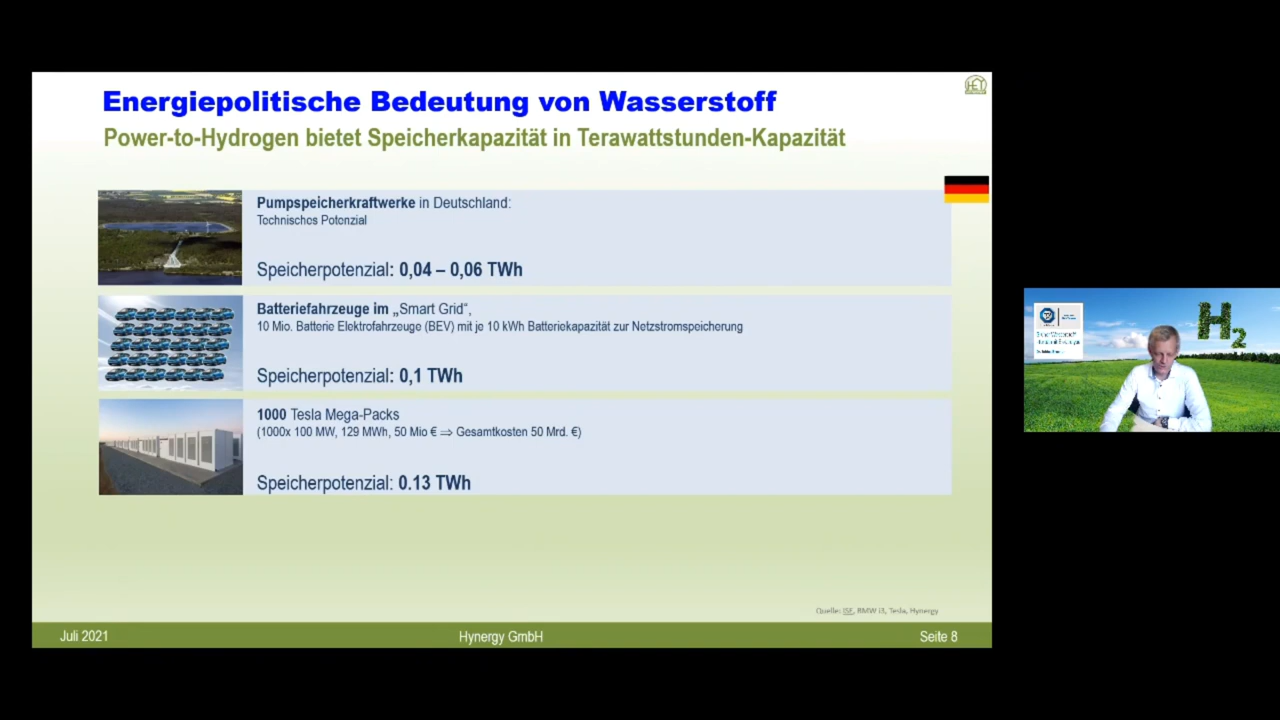 Energiepolitische Bedeutung von Wasserstoff
Power-to-Hydrogen bietet Speicherkapazität in Terawattstunden-Kapazität
Pumpspeicherkraftwerke in Deutschland:
Technisches Potenzial
Speicherpotenzial: 0,04 – 0,06 TWh
Batteriefahrzeuge im „Smart Grid“,
10 Mio. Batterie Elektrofahrzeuge (BEV) mit je 10 kWh Batteriekapazität zur Netzstromspeicherung
Speicherpotenzial: 0,1 TWh
1000 Tesla Mega-Packs
(1000x 100 MW, 129 MWh, 50 Mio € ⇒ Gesamtkosten 50 Mrd. €)
Speicherpotenzial: 0.13 TWh
Quelle: ISE, BMW i3, Tesla, Hynergy
Juli 2021
Hynergy GmbH
Seite 8
H2